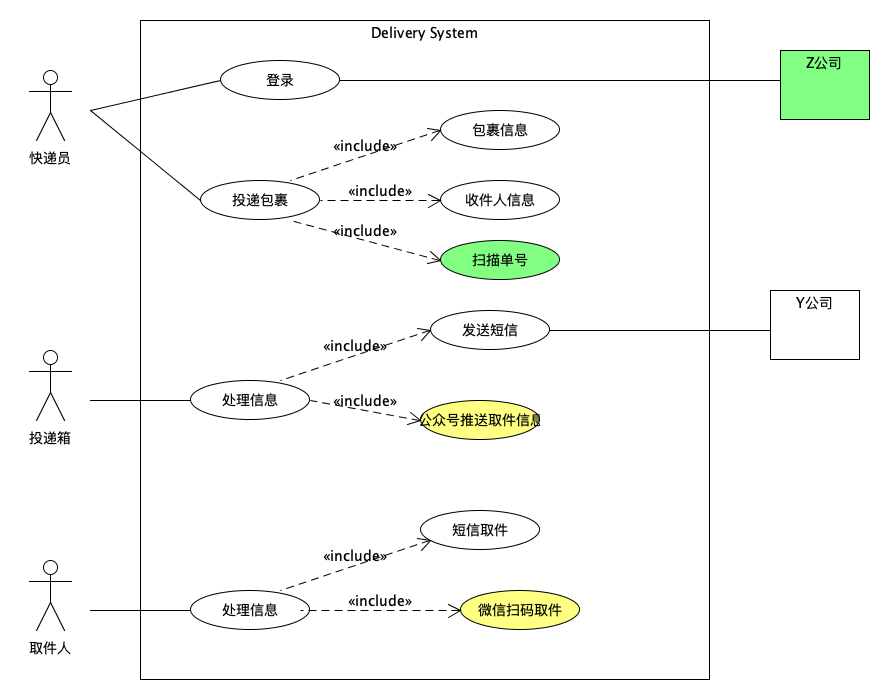 Delivery System
Z公司
登录
包裹信息
«include»
快递员
投递包裹
«include»
收件人信息
«include»
扫描单号
Y公司
发送短信
«include»
处理信息
«include»
公众号推送取件信息
投递箱
短信取件
«include»
处理信息
«include»
微信扫码取件
取件人